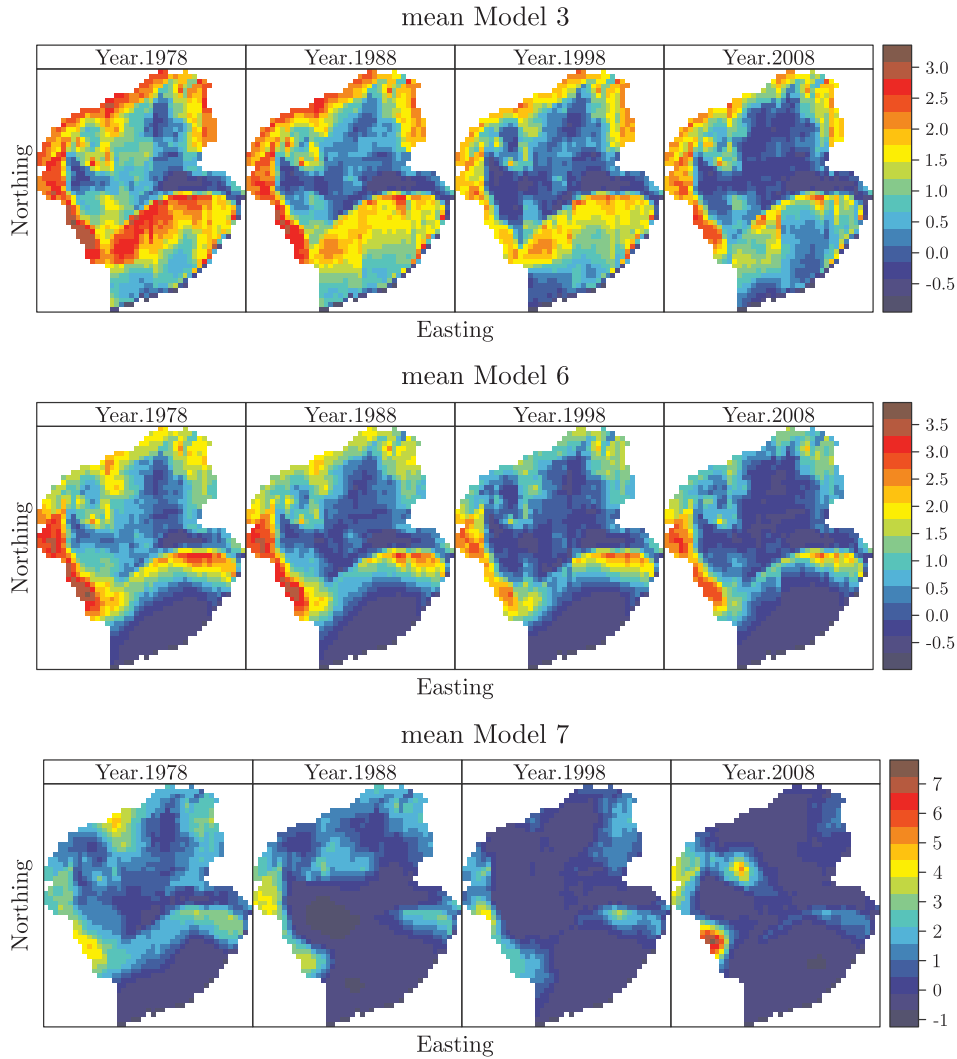 mean Model 3
Year.1978 Year.1988 Year.1998 Year.2008
3.0
2.5
2.0
1.5
1.0
0.5
0.0
-0.5
Northing
Easting
mean Model 6
Year.1978 Year.1988 Year.1998 Year.2008
3.5
3.0
2.5
2.0
1.5
1.0
0.5
0.0
-0.5
Northing
Easting
mean Model 7
Year.1978 Year.1988 Year.1998 Year.2008
7
6
5
4
3
2
1
0
-1
Northing
Easting